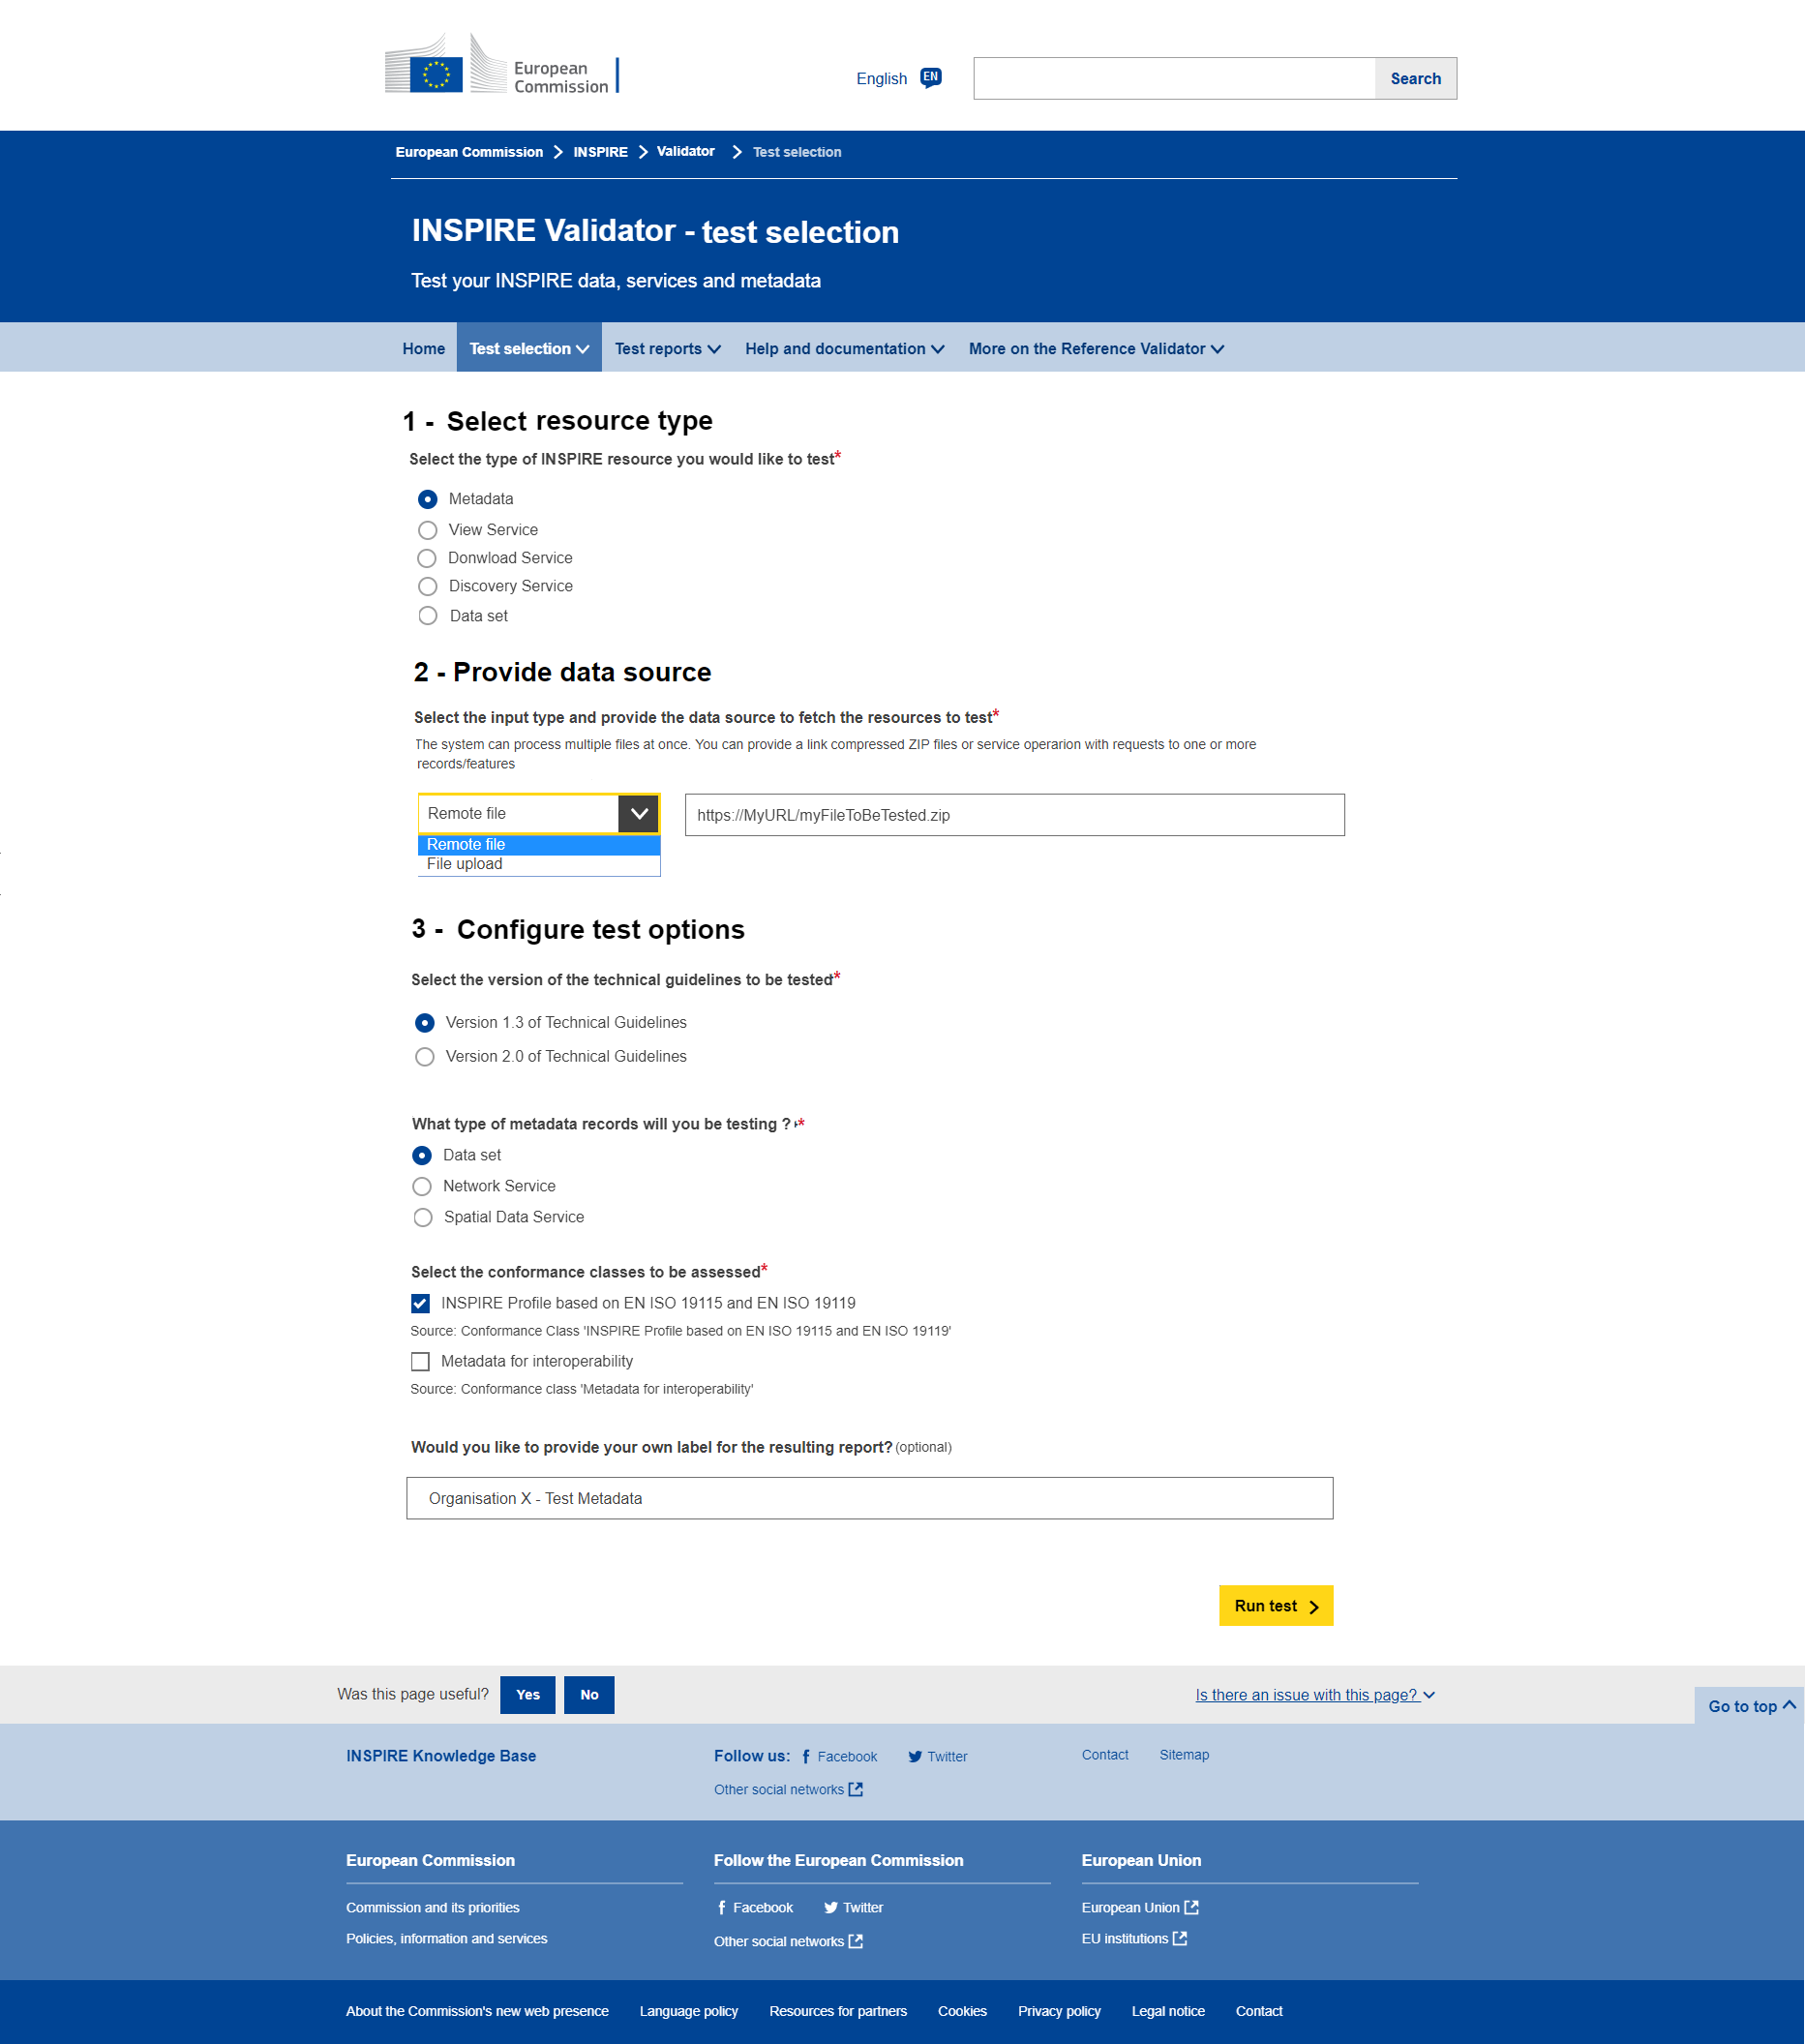 European
Commission
English EN Search
European Commission INSPIRE Validator Test selection
INSPIRE Validator - test selection
Test your INSPIRE data, services and metadata
Home Test selection Test reports Help and documentation More on the Reference Validator
1 - Select resource type
Select the type of INSPIRE resource you would like to test*
Metadata
View Service
Donwload Service
Discovery Service
Data set
2 - Provide data source
Select the input type and provide the data source to fetch the resources to test*
The system can process multiple files at once. You can provide a link compressed ZIP files or service operarion with requests to one or more
records/features
Remote file https://MyURL/myFileToBeTested.zip
Remote file
File upload
3 - Configure test options
Select the version of the technical guidelines to be tested*
Version 1.3 of Technical Guidelines
Version 2.0 of Technical Guidelines
What type of metadata records will you be testing ? *
Data set
Network Service
Spatial Data Service
Select the conformance classes to be assessed*
INSPIRE Profile based on EN ISO 19115 and EN ISO 19119
Source: Conformance Class 'INSPIRE Profile based on EN ISO 19115 and EN ISO 19119'
Metadata for interoperability
Source: Conformance class 'Metadata for interoperability'
Would you like to provide your own label for the resulting report? (optional)
Organisation X - Test Metadata
Run test
Was this page useful? Yes No Is there an issue with this page?
Go to top
INSPIRE Knowledge Base Follow us: Facebook Twitter Contact Sitemap
Other social networks
European Commission Follow the European Commission European Union
Commission and its priorities Facebook Twitter European Union
Policies, information and services Other social networks EU institutions
About the Commission's new web presence Language policy Resources for partners Cookies Privacy policy Legal notice Contact